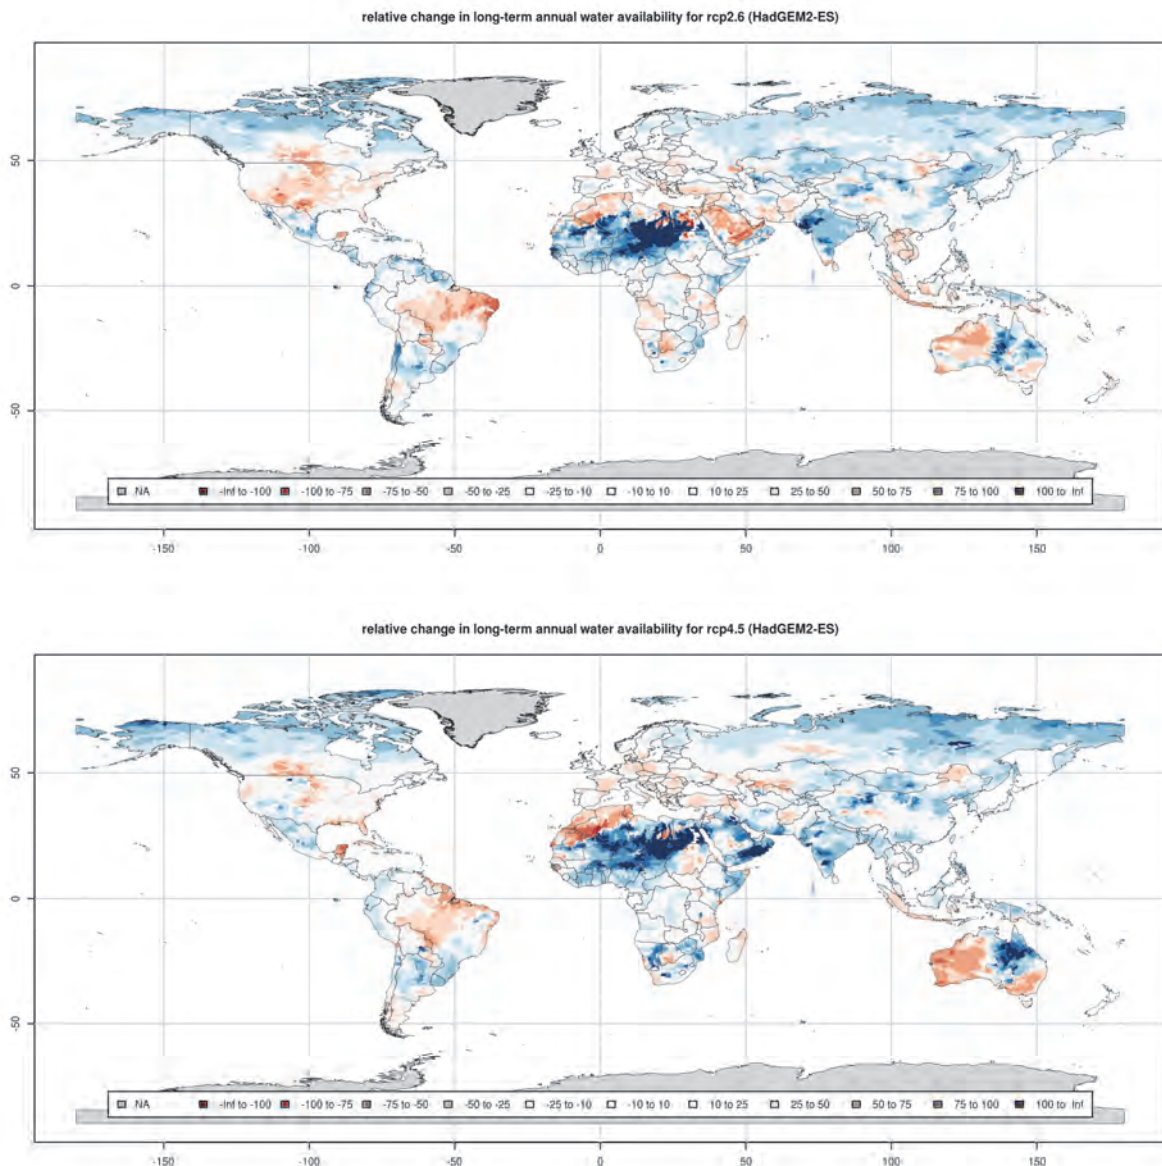 relative change in long-term annual water availability for rcp2.6 (HadGEM2-ES)
50
0
-50
NA -Inf to -100 -100 to -75 -75 to -50 -50 to -25 -25 to -10 -10 to 10 10 to 25 25 to 50 50 to 75 75 to 100 100 to Inf
-150 -100 -50 0 50 100 150
relative change in long-term annual water availability for rcp4.5 (HadGEM2-ES)
50
0
-50
NA -Inf to -100 -100 to -75 -75 to -50 -50 to -25 -25 to -10 -10 to 10 10 to 25 25 to 50 50 to 75 75 to 100 100 to Inf
-150 -100 -50 0 50 100 150